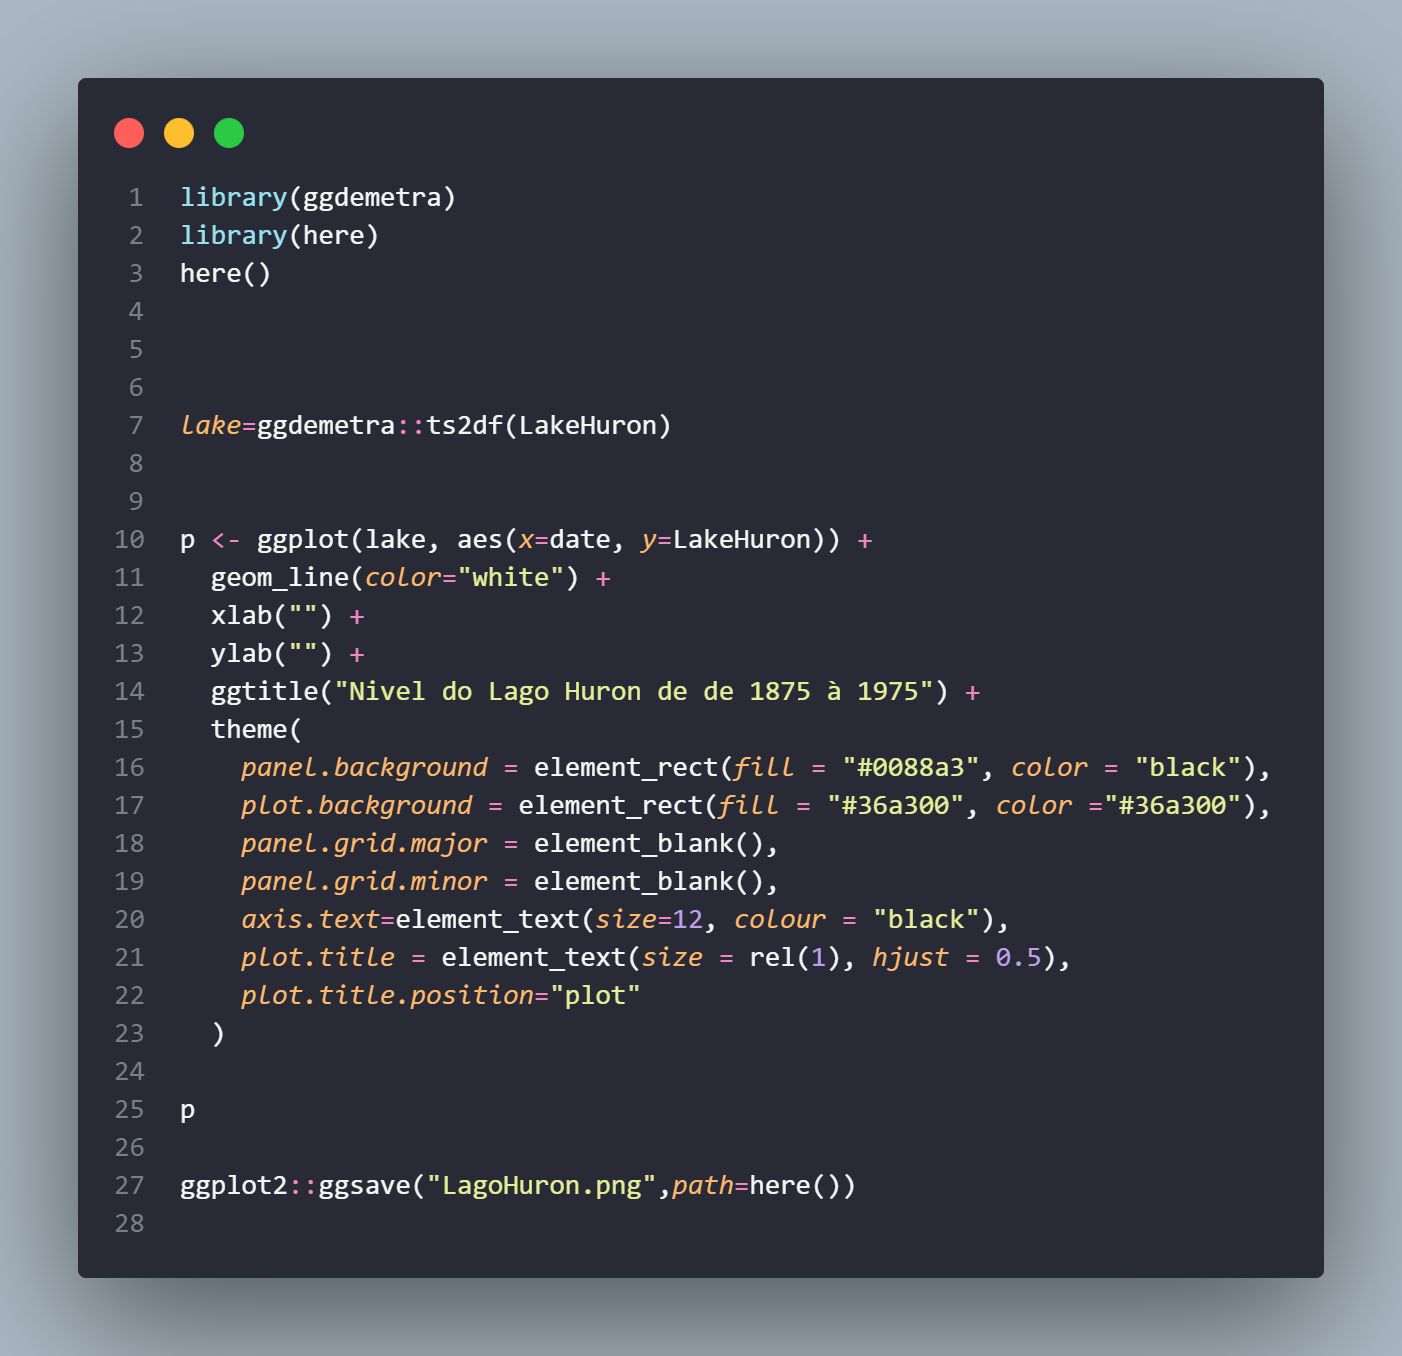 1 library(ggdemetra)
2 library(here)
3 here()
4
5
6
7 lake=ggdemetra::ts2df(LakeHuron)
8
9
10 p <- ggplot(lake, aes(x=date, y=LakeHuron)) +
11   geom_line(color="white") +
12   xlab("") +
13   ylab("") +
14   ggtitle("Nivel do Lago Huron de de 1875 à 1975") +
15   theme(
16     panel.background = element_rect(fill = "#0088a3", color = "black"),
17     plot.background = element_rect(fill = "#36a300", color ="#36a300"),
18     panel.grid.major = element_blank(),
19     panel.grid.minor = element_blank(),
20     axis.text=element_text(size=12, colour = "black"),
21     plot.title = element_text(size = rel(1), hjust = 0.5),
22     plot.title.position="plot"
23   )
24
25 p
26
27 ggplot2::ggsave("LagoHuron.png",path=here())
28